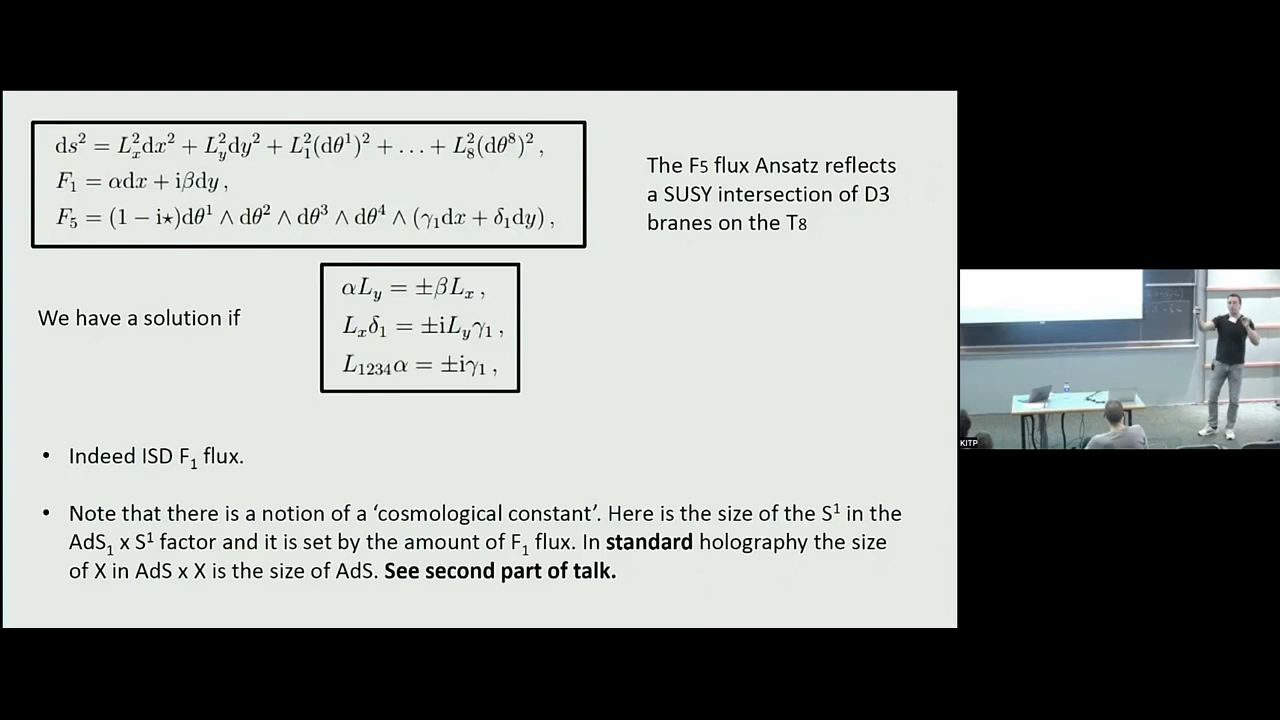 ds² = L_x²dx² + L_y²dy² + L_1²(dθ¹)² + ... + L_8²(dθ⁸)²,
F_1 = αdx + iβdy,
F_5 = (1 − i⋆)dθ¹ ∧ dθ² ∧ dθ³ ∧ dθ⁴ ∧ (γ_1dx + δ_1dy),
The F5 flux Ansatz reflects
a SUSY intersection of D3
branes on the T8
We have a solution if
αL_y = ±βL_x,
L_xδ_1 = ±iL_yγ_1,
L_1234α = ±iγ_1,
• Indeed ISD F_1 flux.
• Note that there is a notion of a ‘cosmological constant’. Here is the size of the S¹ in the
AdS_1 x S¹ factor and it is set by the amount of F_1 flux. In standard holography the size
of X in AdS x X is the size of AdS. See second part of talk.
KITP